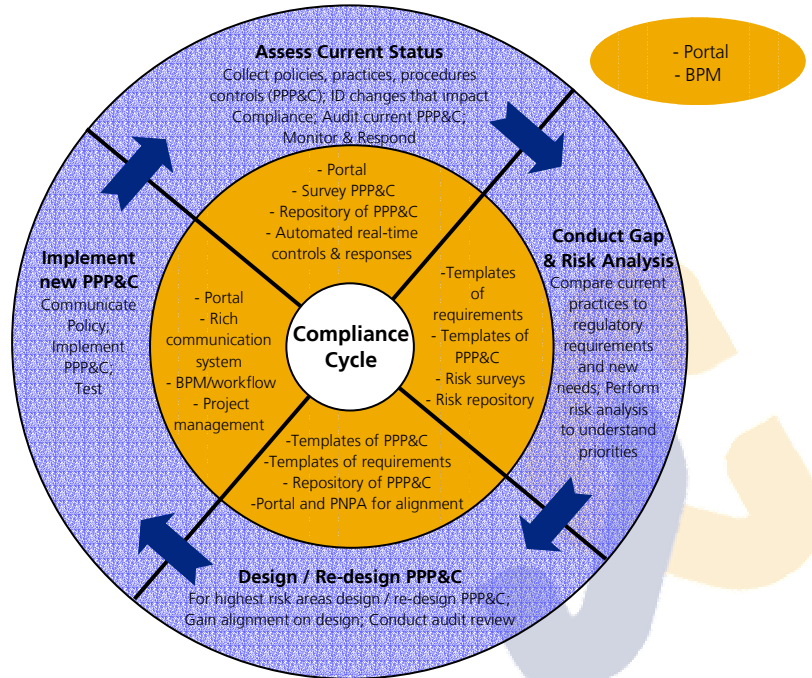 Assess Current Status
Collect policies, practices, procedures
controls (PPP&C); ID changes that impact
Compliance; Audit current PPP&C;
Monitor & Respond
- Portal
- BPM
- Portal
- Survey PPP&C
- Repository of PPP&C
- Automated real-time
controls & responses
Conduct Gap
& Risk Analysis
Compare current
practices to
regulatory
requirements
and new
needs; Perform
risk analysis
to understand
priorities
-Templates
of
requirements
- Templates of
PPP&C
- Risk surveys
- Risk repository
Implement
new PPP&C
Communicate
Policy;
Implement
PPP&C;
Test
- Portal
- Rich
communication
system
- BPM/workflow
- Project
management
Compliance
Cycle
-Templates of PPP&C
-Templates of requirements
- Repository of PPP&C
-Portal and PNPA for alignment
Design / Re-design PPP&C
For highest risk areas design / re-design PPP&C;
Gain alignment on design; Conduct audit review